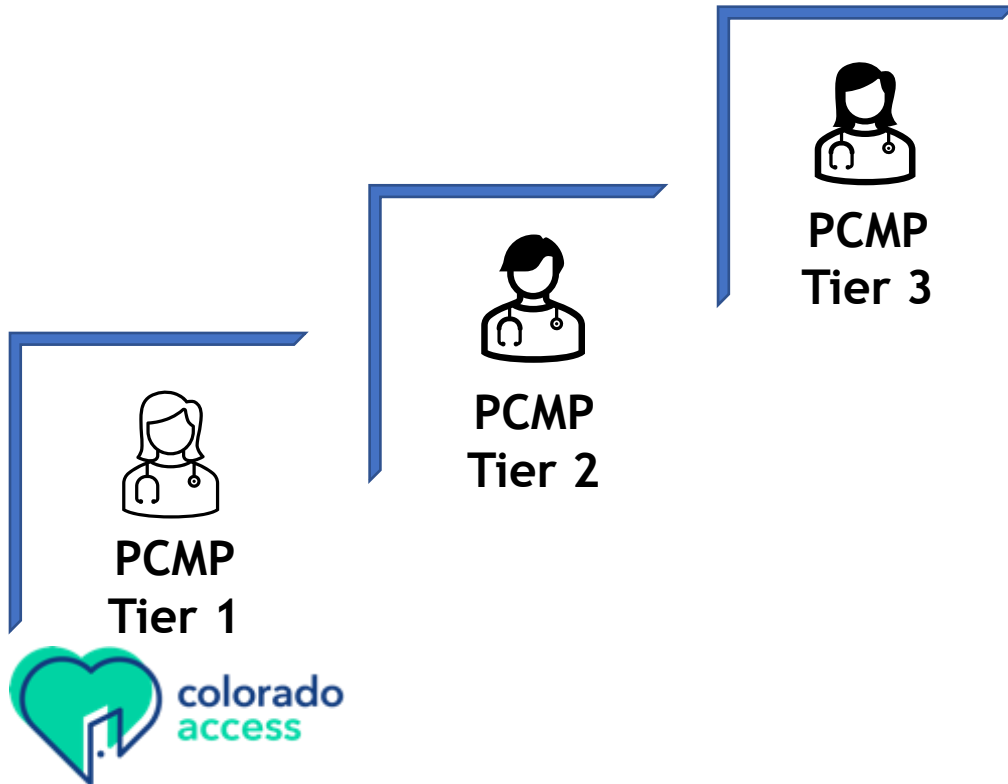 PCMP
Tier 3
PCMP
Tier 2
PCMP
Tier 1
colorado
access